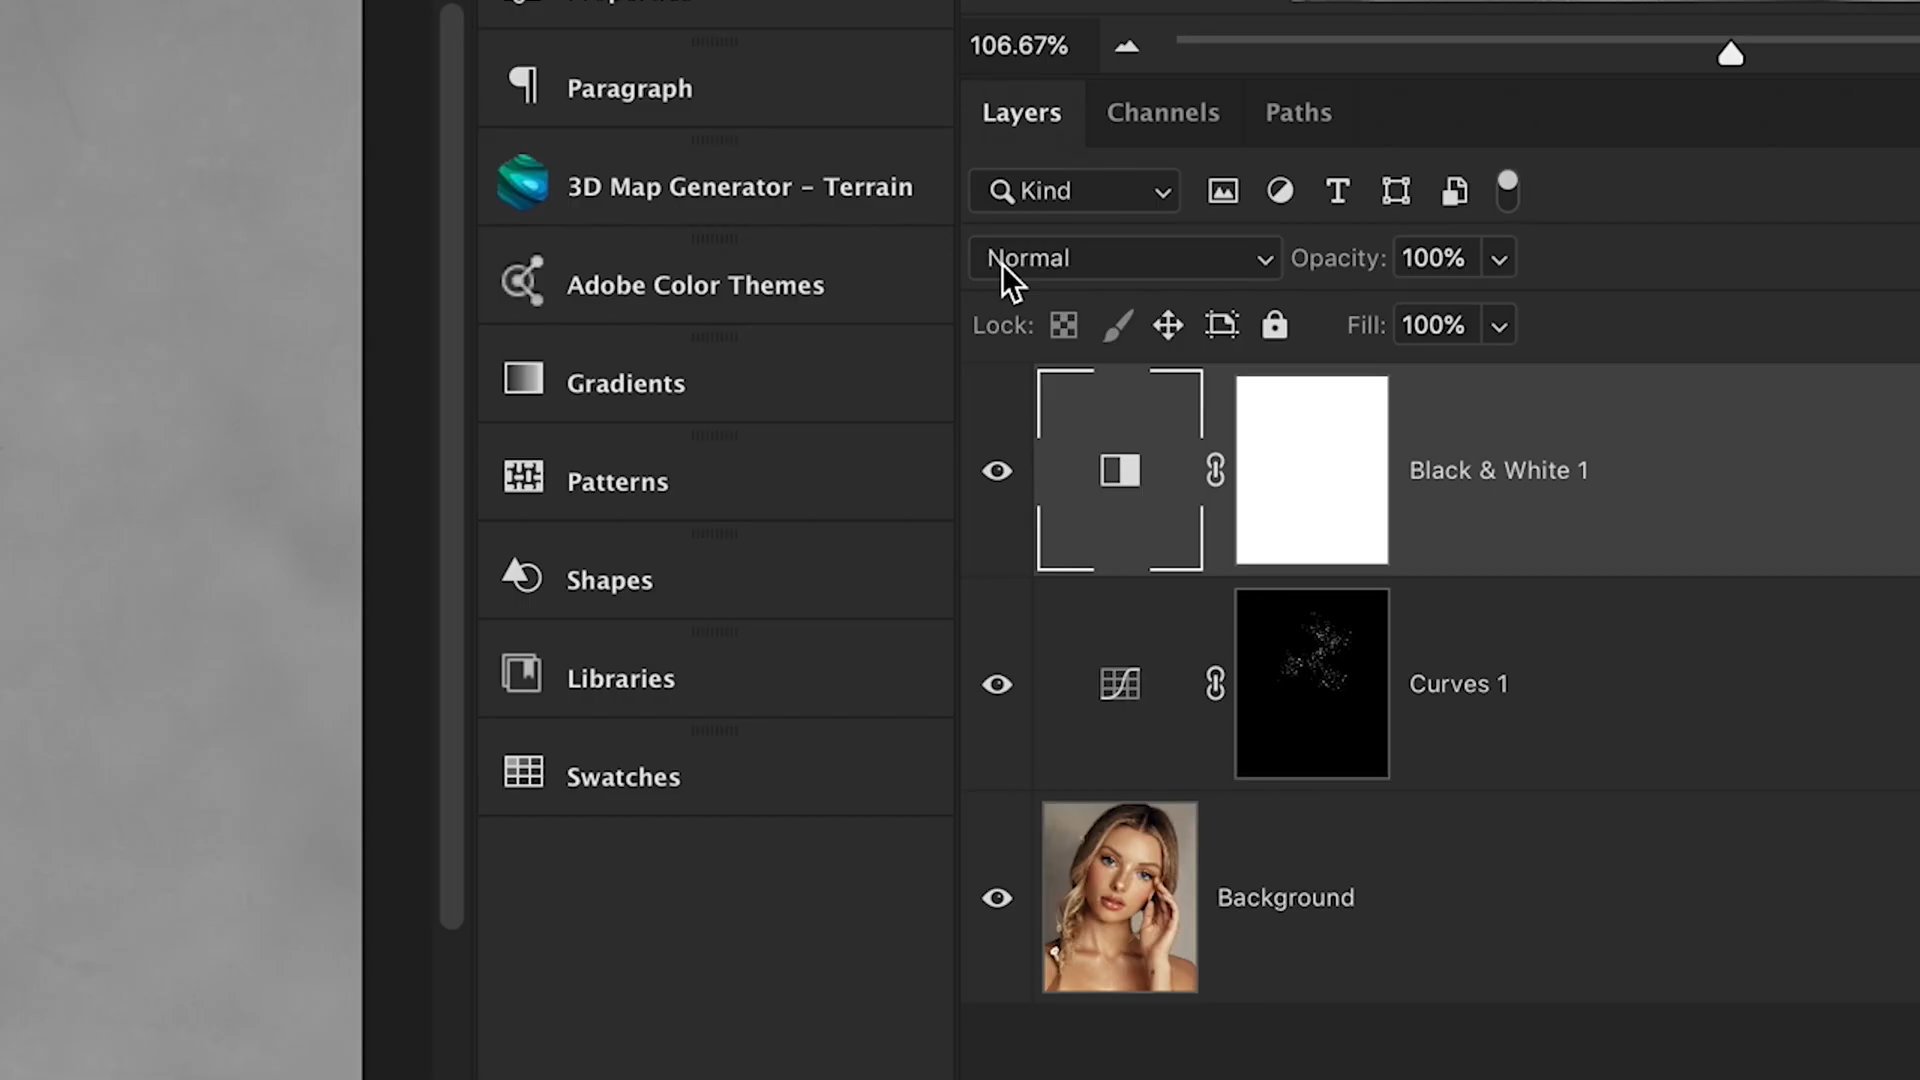 Paragraph
3D Map Generator – Terrain
Adobe Color Themes
Gradients
Patterns
Shapes
Libraries
Swatches
106.67%
Layers Channels Paths
Kind
Normal Opacity: 100%
Lock: Fill: 100%
Black & White 1
Curves 1
Background